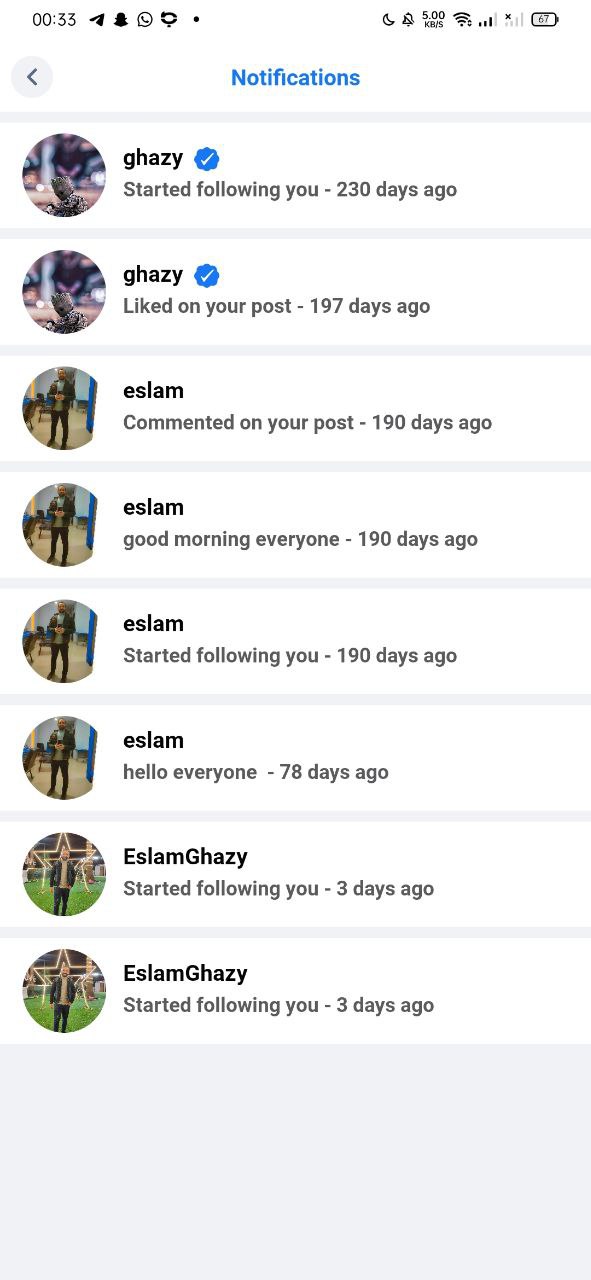 00:33
5.00 KB/S
67
Notifications
ghazy
Started following you - 230 days ago
ghazy
Liked on your post - 197 days ago
eslam
Commented on your post - 190 days ago
eslam
good morning everyone - 190 days ago
eslam
Started following you - 190 days ago
eslam
hello everyone  - 78 days ago
EslamGhazy
Started following you - 3 days ago
EslamGhazy
Started following you - 3 days ago